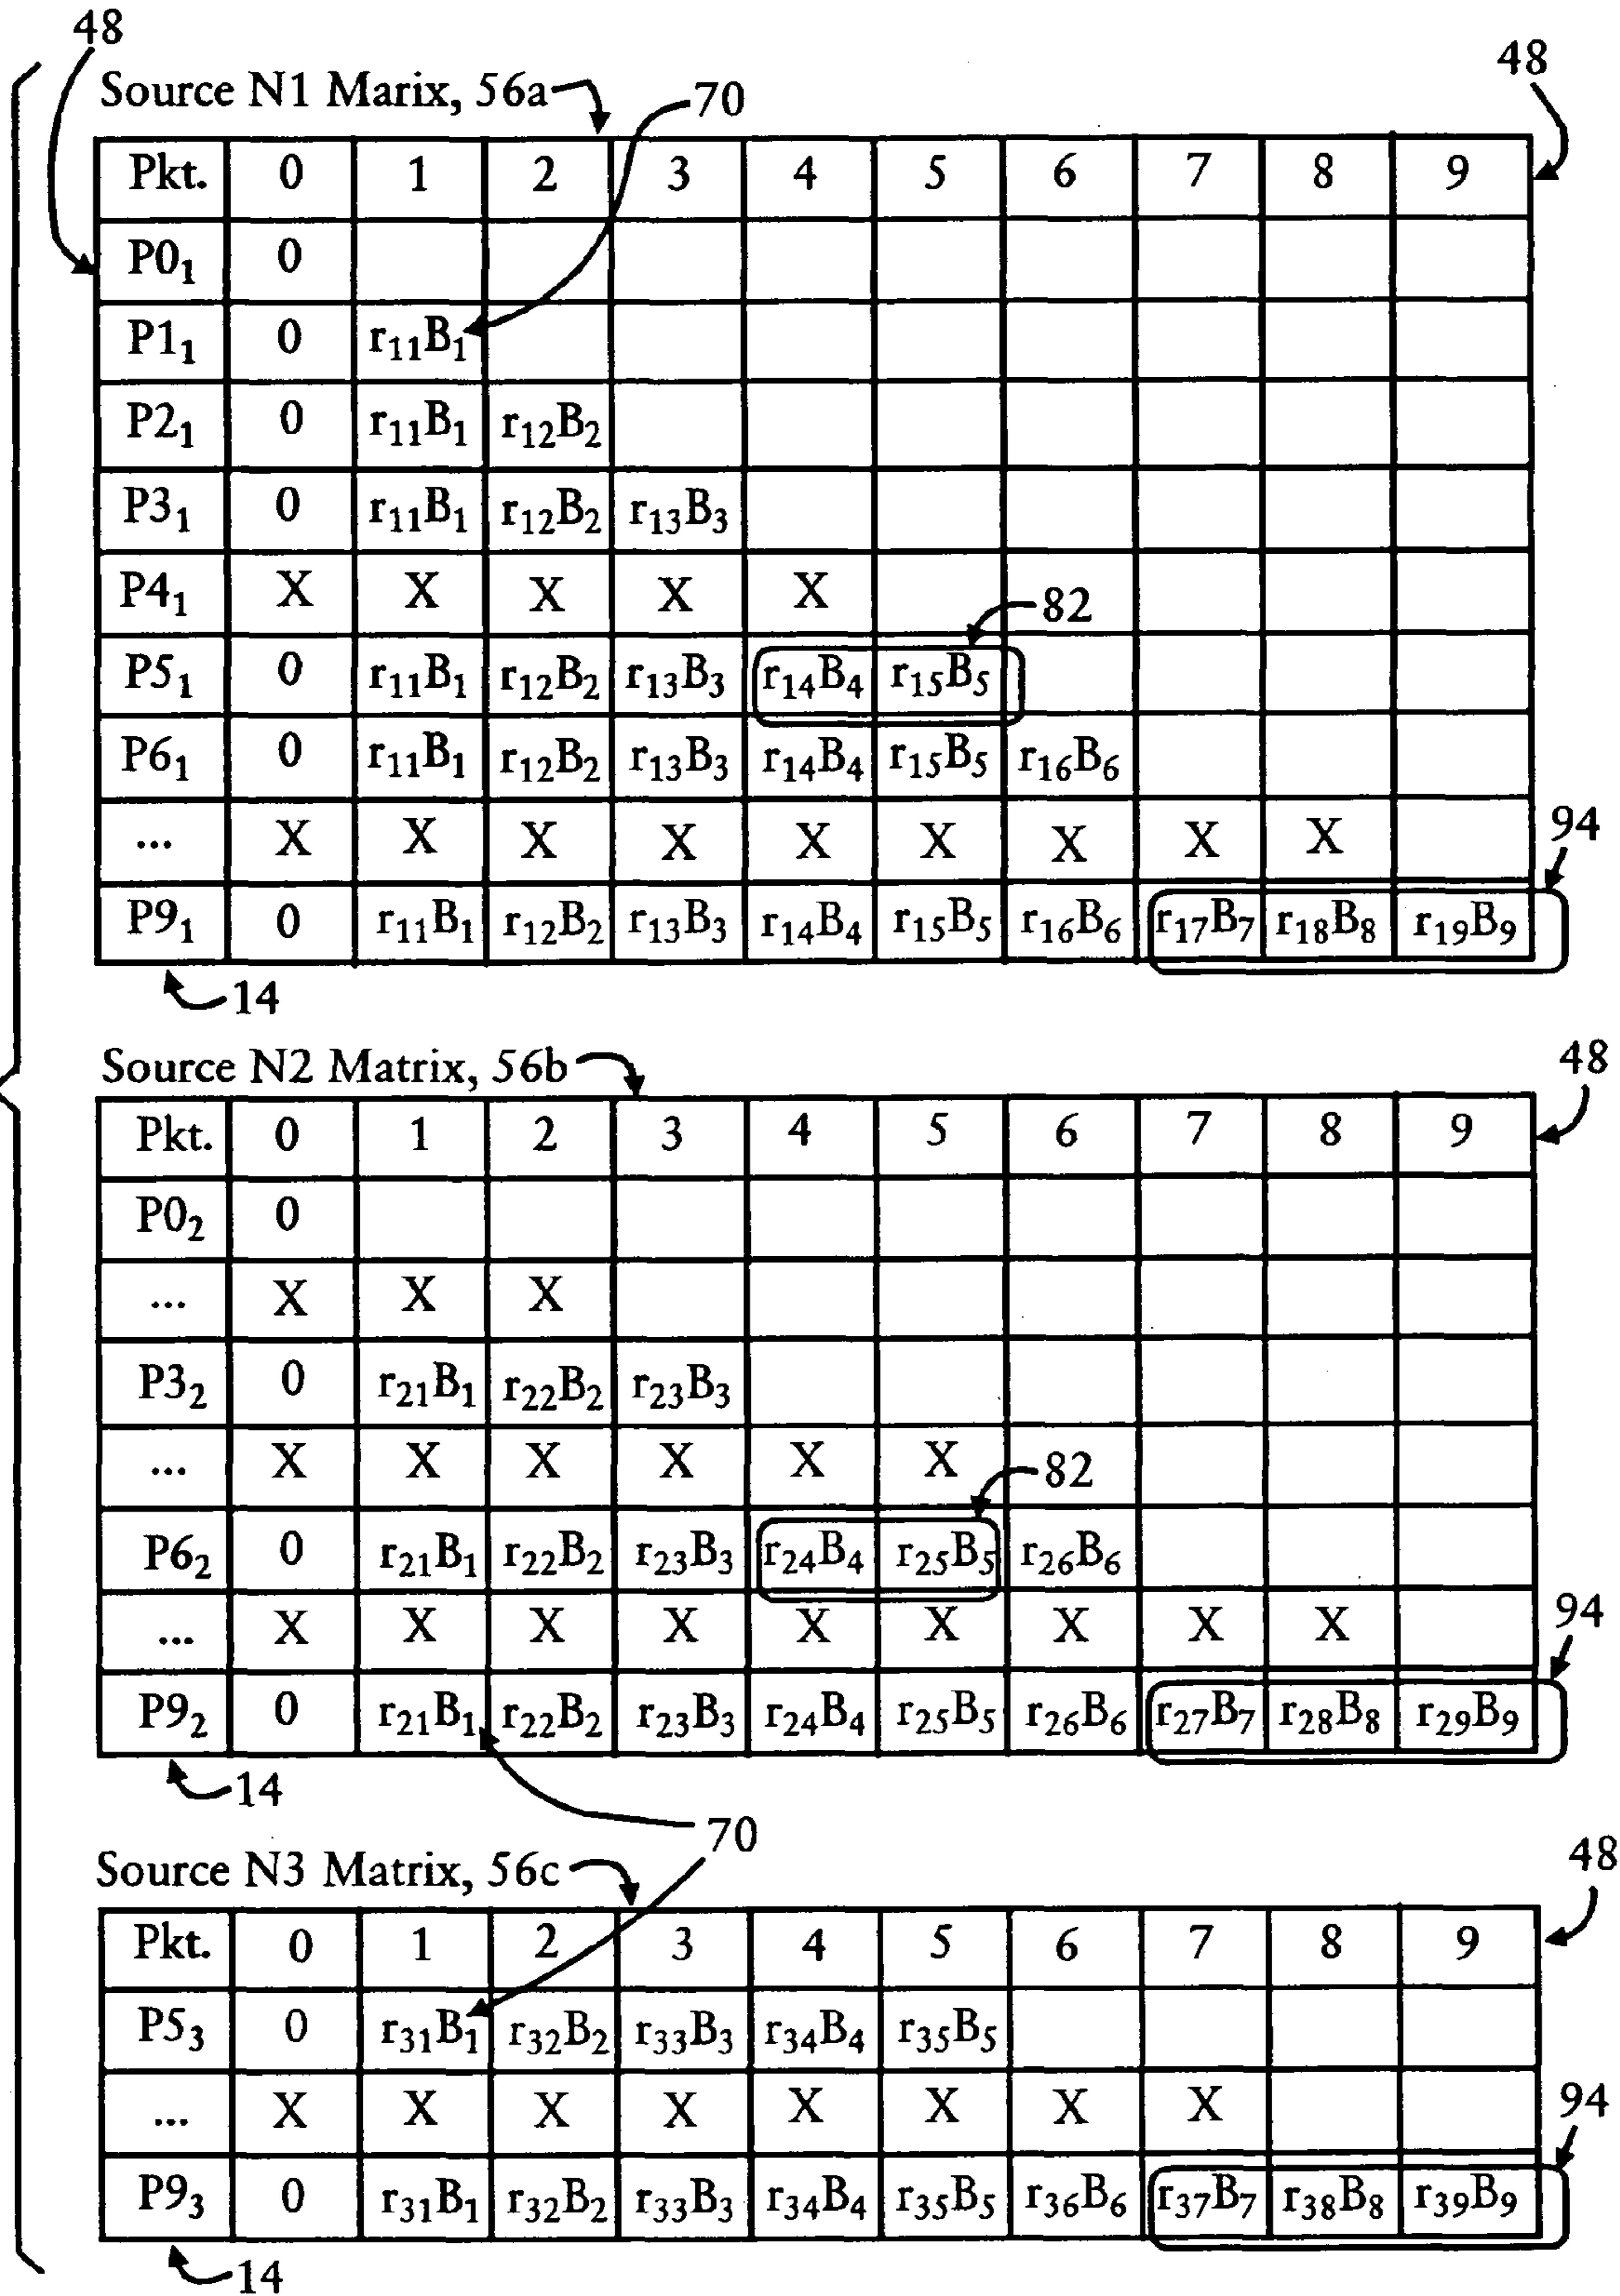 48
48
Source N1 Marix, 56a 70
Pkt. 0 1 2 3 4 5 6 7 8 9
P0₁ 0
P1₁ 0 r₁₁B₁
P2₁ 0 r₁₁B₁ r₁₂B₂
P3₁ 0 r₁₁B₁ r₁₂B₂ r₁₃B₃
P4₁ X X X X X
82
P5₁ 0 r₁₁B₁ r₁₂B₂ r₁₃B₃ r₁₄B₄ r₁₅B₅
P6₁ 0 r₁₁B₁ r₁₂B₂ r₁₃B₃ r₁₄B₄ r₁₅B₅ r₁₆B₆
... X X X X X X X X X
94
P9₁ 0 r₁₁B₁ r₁₂B₂ r₁₃B₃ r₁₄B₄ r₁₅B₅ r₁₆B₆ r₁₇B₇ r₁₈B₈ r₁₉B₉
14
48
Source N2 Matrix, 56b
Pkt. 0 1 2 3 4 5 6 7 8 9
P0₂ 0
... X X X
P3₂ 0 r₂₁B₁ r₂₂B₂ r₂₃B₃
... X X X X X X
82
P6₂ 0 r₂₁B₁ r₂₂B₂ r₂₃B₃ r₂₄B₄ r₂₅B₅ r₂₆B₆
... X X X X X X X X X
94
P9₂ 0 r₂₁B₁ r₂₂B₂ r₂₃B₃ r₂₄B₄ r₂₅B₅ r₂₆B₆ r₂₇B₇ r₂₈B₈ r₂₉B₉
14
70
48
Source N3 Matrix, 56c
Pkt. 0 1 2 3 4 5 6 7 8 9
P5₃ 0 r₃₁B₁ r₃₂B₂ r₃₃B₃ r₃₄B₄ r₃₅B₅
... X X X X X X X X
94
P9₃ 0 r₃₁B₁ r₃₂B₂ r₃₃B₃ r₃₄B₄ r₃₅B₅ r₃₆B₆ r₃₇B₇ r₃₈B₈ r₃₉B₉
14